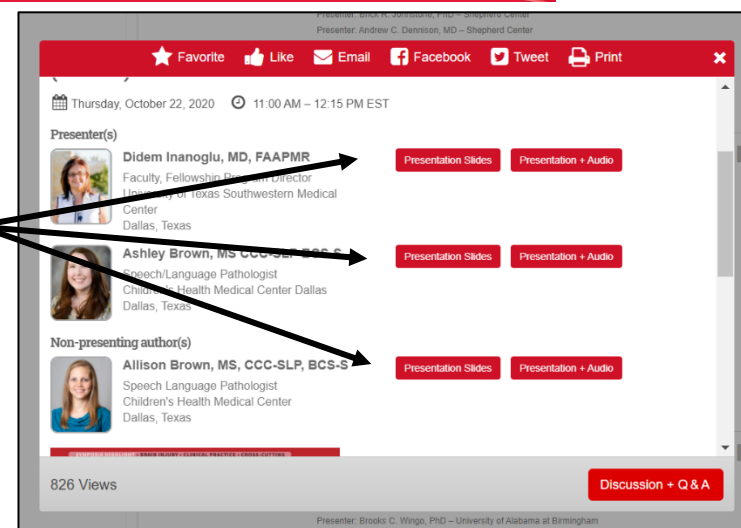 Presenter: Brick R. Johnstone, PhD – Shepherd Center
Presenter: Andrew C. Dennison, MD – Shepherd Center
Favorite Like Email Facebook Tweet Print
Thursday, October 22, 2020 11:00 AM – 12:15 PM EST
Presenter(s)
Didem Inanoglu, MD, FAAPMR
Presentation Slides Presentation + Audio
Faculty, Fellowship Program Director
University of Texas Southwestern Medical
Center
Dallas, Texas
Ashley Brown, MS CCC-SLP BCS-S
Presentation Slides Presentation + Audio
Speech/Language Pathologist
Children's Health Medical Center Dallas
Dallas, Texas
Non-presenting author(s)
Allison Brown, MS, CCC-SLP, BCS-S
Presentation Slides Presentation + Audio
Speech Language Pathologist
Children's Health Medical Center
Dallas, Texas
826 Views
Discussion + Q & A
Presenter: Brooks C. Wingo, PhD – University of Alabama at Birmingham